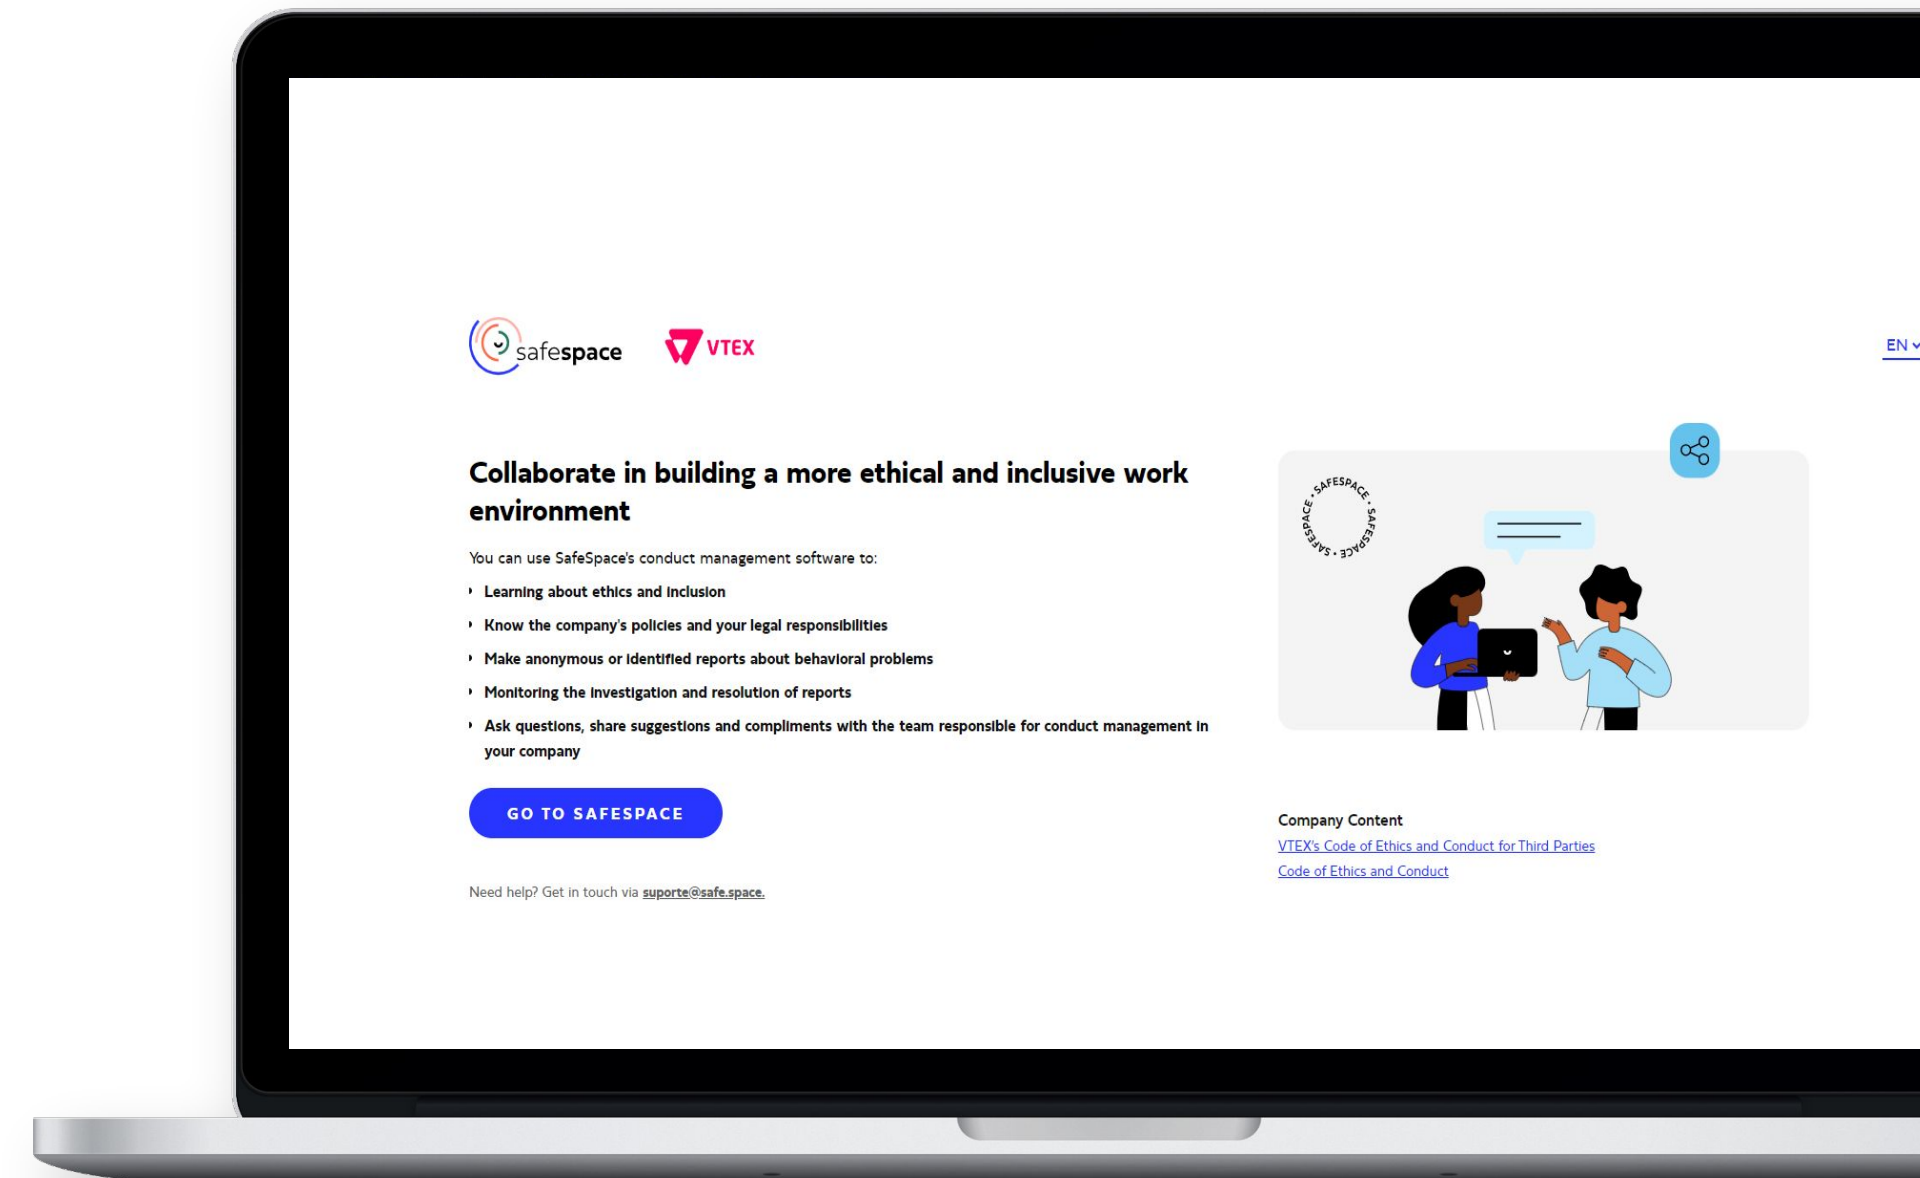 safespace
VTEX
EN
Collaborate in building a more ethical and inclusive work
environment
You can use SafeSpace's conduct management software to:
Learning about ethics and inclusion
Know the company's policies and your legal responsibilities
Make anonymous or identified reports about behavioral problems
Monitoring the investigation and resolution of reports
Ask questions, share suggestions and compliments with the team responsible for conduct management in
your company
GO TO SAFESPACE
Need help? Get in touch via suporte@safe.space.
SAFESPACE • SAFESPACE • SAFESPACE •
Company Content
VTEX's Code of Ethics and Conduct for Third Parties
Code of Ethics and Conduct